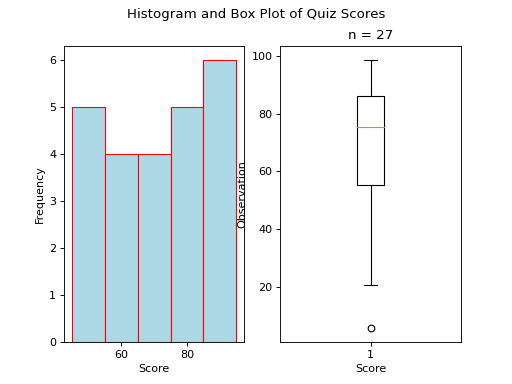 Histogram and Box Plot of Quiz Scores
n = 27
6
5
4
3
2
1
0
Frequency
60 80
Score
100
80
60
40
20
Observation
1
Score